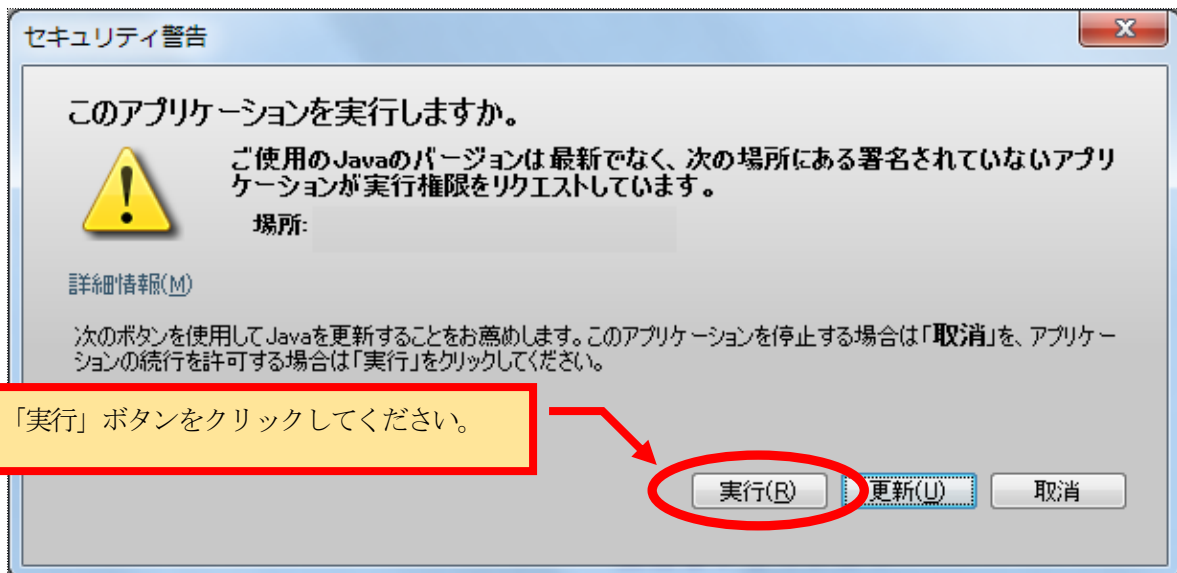 セキュリティ警告
このアプリケーションを実行しますか。
ご使用のJavaのバージョンは最新でなく、次の場所にある署名されていないアプリ
ケーションが実行権限をリクエストしています。
場所:
詳細情報(M)
次のボタンを使用してJavaを更新することをお薦めします。このアプリケーションを停止する場合は「取消」を、アプリケー
ションの続行を許可する場合は「実行」をクリックしてください。
「実行」ボタンをクリックしてください。
実行(R) 更新(U) 取消